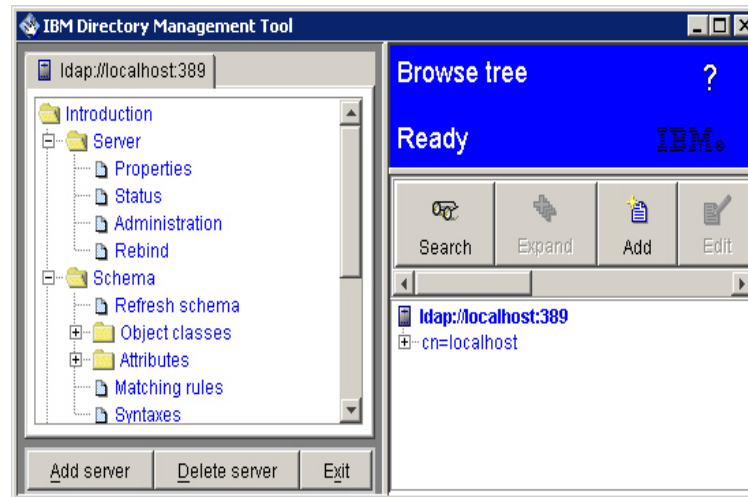 IBM Directory Management Tool
ldap://localhost:389
Introduction
Server
Properties
Status
Administration
Rebind
Schema
Refresh schema
Object classes
Attributes
Matching rules
Syntaxes
Add server
Delete server
Exit
Browse tree
?
Ready
IBM®
Search
Expand
Add
Edit
ldap://localhost:389
cn=localhost